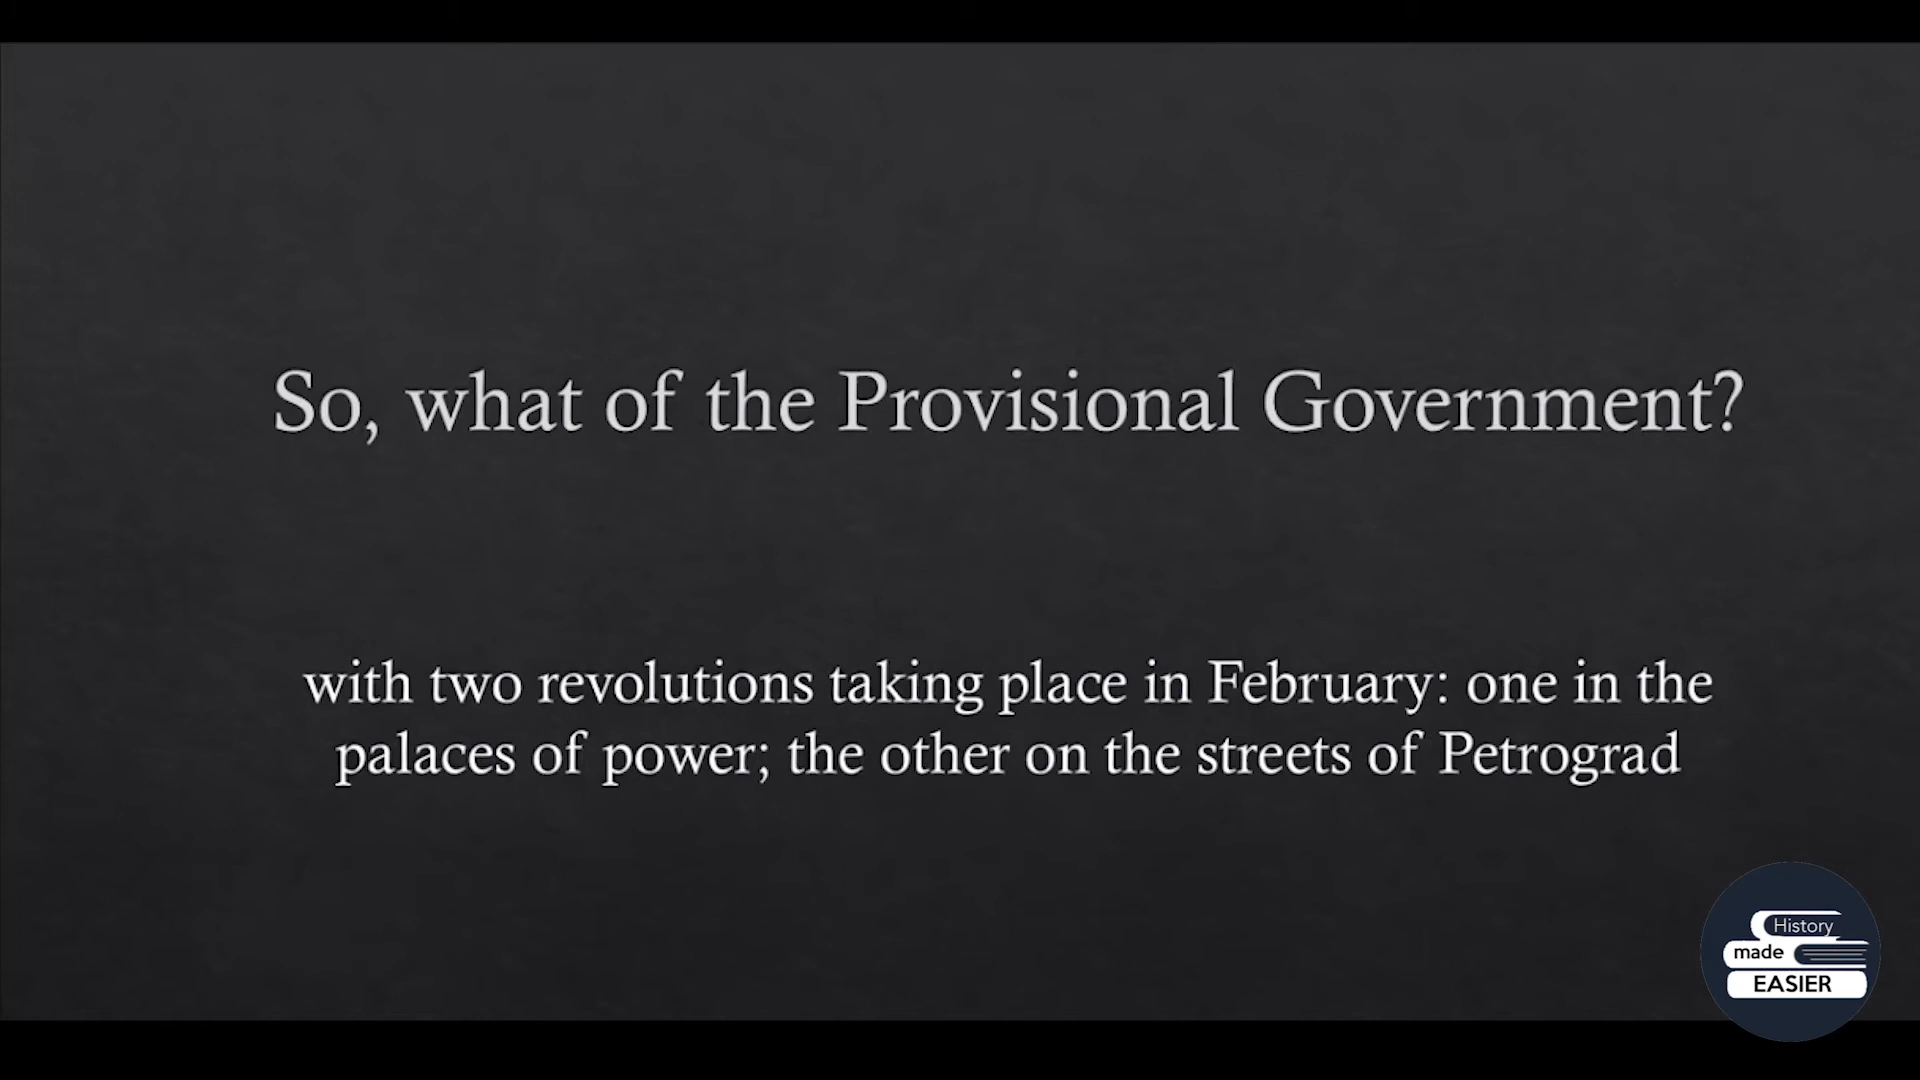 So, what of the Provisional Government?
with two revolutions taking place in February: one in the
palaces of power; the other on the streets of Petrograd
History
made
EASIER